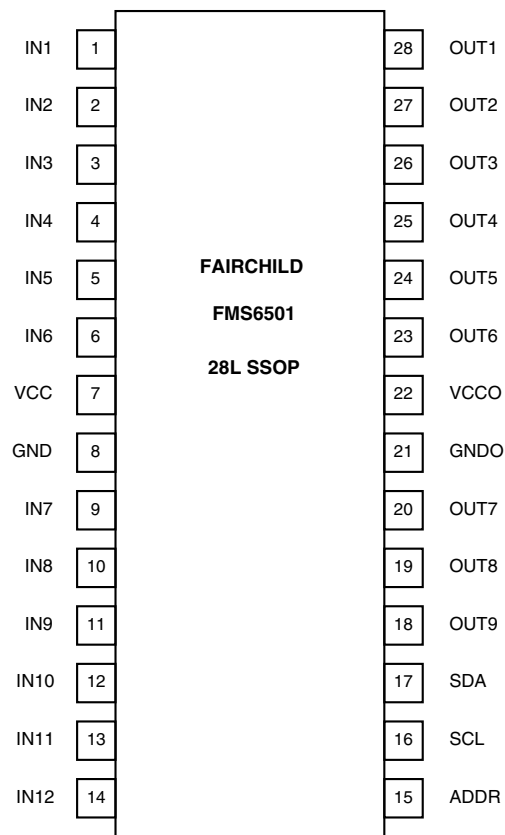 IN1 1 28 OUT1
IN2 2 27 OUT2
IN3 3 26 OUT3
IN4 4 25 OUT4
IN5 5 FAIRCHILD 24 OUT5
FMS6501
IN6 6 23 OUT6
28L SSOP
VCC 7 22 VCCO
GND 8 21 GNDO
IN7 9 20 OUT7
IN8 10 19 OUT8
IN9 11 18 OUT9
IN10 12 17 SDA
IN11 13 16 SCL
IN12 14 15 ADDR